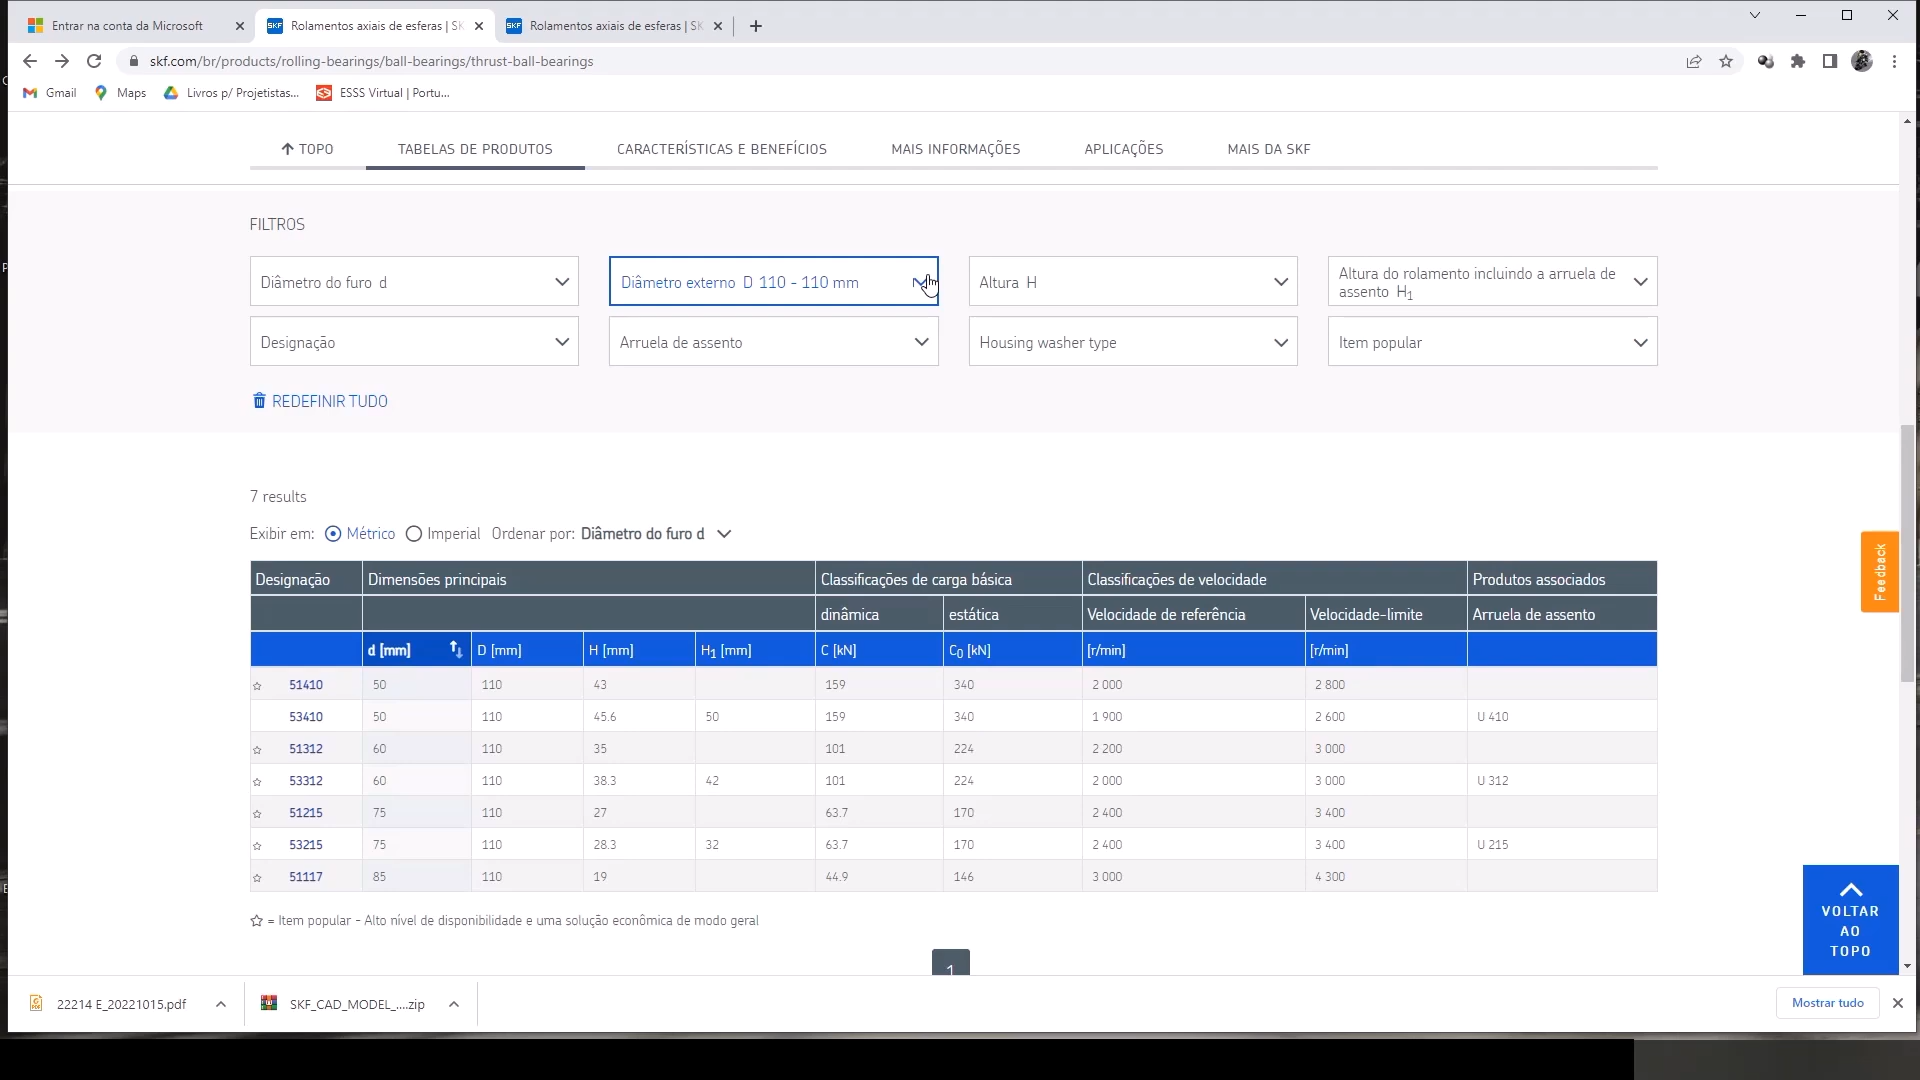 Entrar na conta da Microsoft
SKF Rolamentos axiais de esferas | SK
SKF Rolamentos axiais de esferas | SK
skf.com/br/products/rolling-bearings/ball-bearings/thrust-ball-bearings
Gmail Maps Livros p/ Projetistas... ESSS Virtual | Portu...
TOPO TABELAS DE PRODUTOS CARACTERÍSTICAS E BENEFÍCIOS MAIS INFORMAÇÕES APLICAÇÕES MAIS DA SKF
FILTROS
Diâmetro do furo d
Diâmetro externo D 110 - 110 mm
Altura H
Altura do rolamento incluindo a arruela de
assento H1
Designação
Arruela de assento
Housing washer type
Item popular
REDEFINIR TUDO
7 results
Exibir em: Métrico Imperial Ordenar por: Diâmetro do furo d
Designação Dimensões principais Classificações de carga básica Classificações de velocidade Produtos associados
dinâmica estática Velocidade de referência Velocidade-limite Arruela de assento
d [mm] D [mm] H [mm] H1 [mm] C [kN] C0 [kN] [r/min] [r/min]
☆ 51410 50 110 43 159 340 2 000 2 800
53410 50 110 45.6 50 159 340 1 900 2 600 U 410
☆ 51312 60 110 35 101 224 2 200 3 000
☆ 53312 60 110 38.3 42 101 224 2 000 3 000 U 312
☆ 51215 75 110 27 63.7 170 2 400 3 400
☆ 53215 75 110 28.3 32 63.7 170 2 400 3 400 U 215
☆ 51117 85 110 19 44.9 146 3 000 4 300
☆ = Item popular - Alto nível de disponibilidade e uma solução econômica de modo geral
1
Feedback
VOLTAR
AO
TOPO
22214 E_20221015.pdf
SKF_CAD_MODEL_....zip
Mostrar tudo